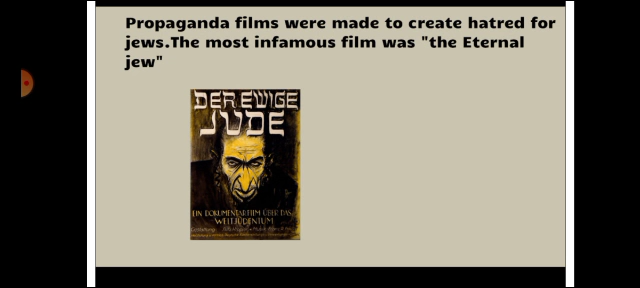 Propaganda films were made to create hatred for
jews.The most infamous film was "the Eternal
jew"
DER EWIGE
JUDE
EIN DOKUMENTARFILM ÜBER DAS
WELTJUDENTUM